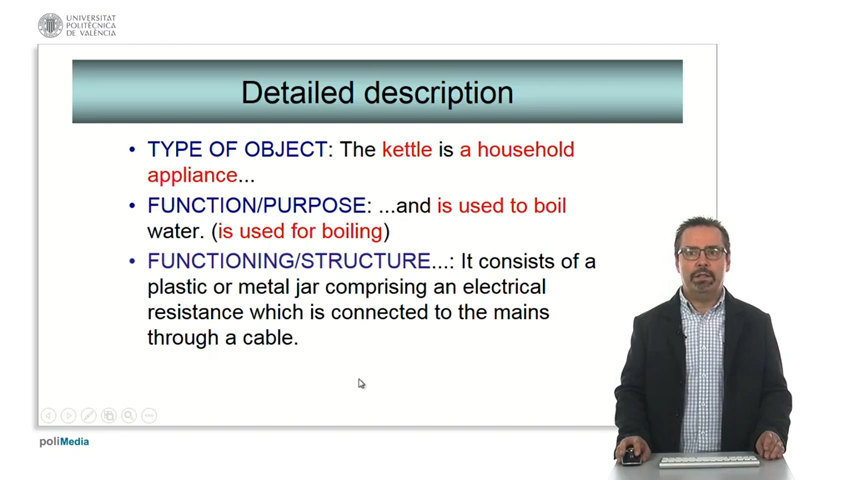 UNIVERSITAT
POLITÈCNICA
DE VALÈNCIA
Detailed description
• TYPE OF OBJECT: The kettle is a household
appliance...
• FUNCTION/PURPOSE: ...and is used to boil
water. (is used for boiling)
• FUNCTIONING/STRUCTURE...: It consists of a
plastic or metal jar comprising an electrical
resistance which is connected to the mains
through a cable.
poliMedia